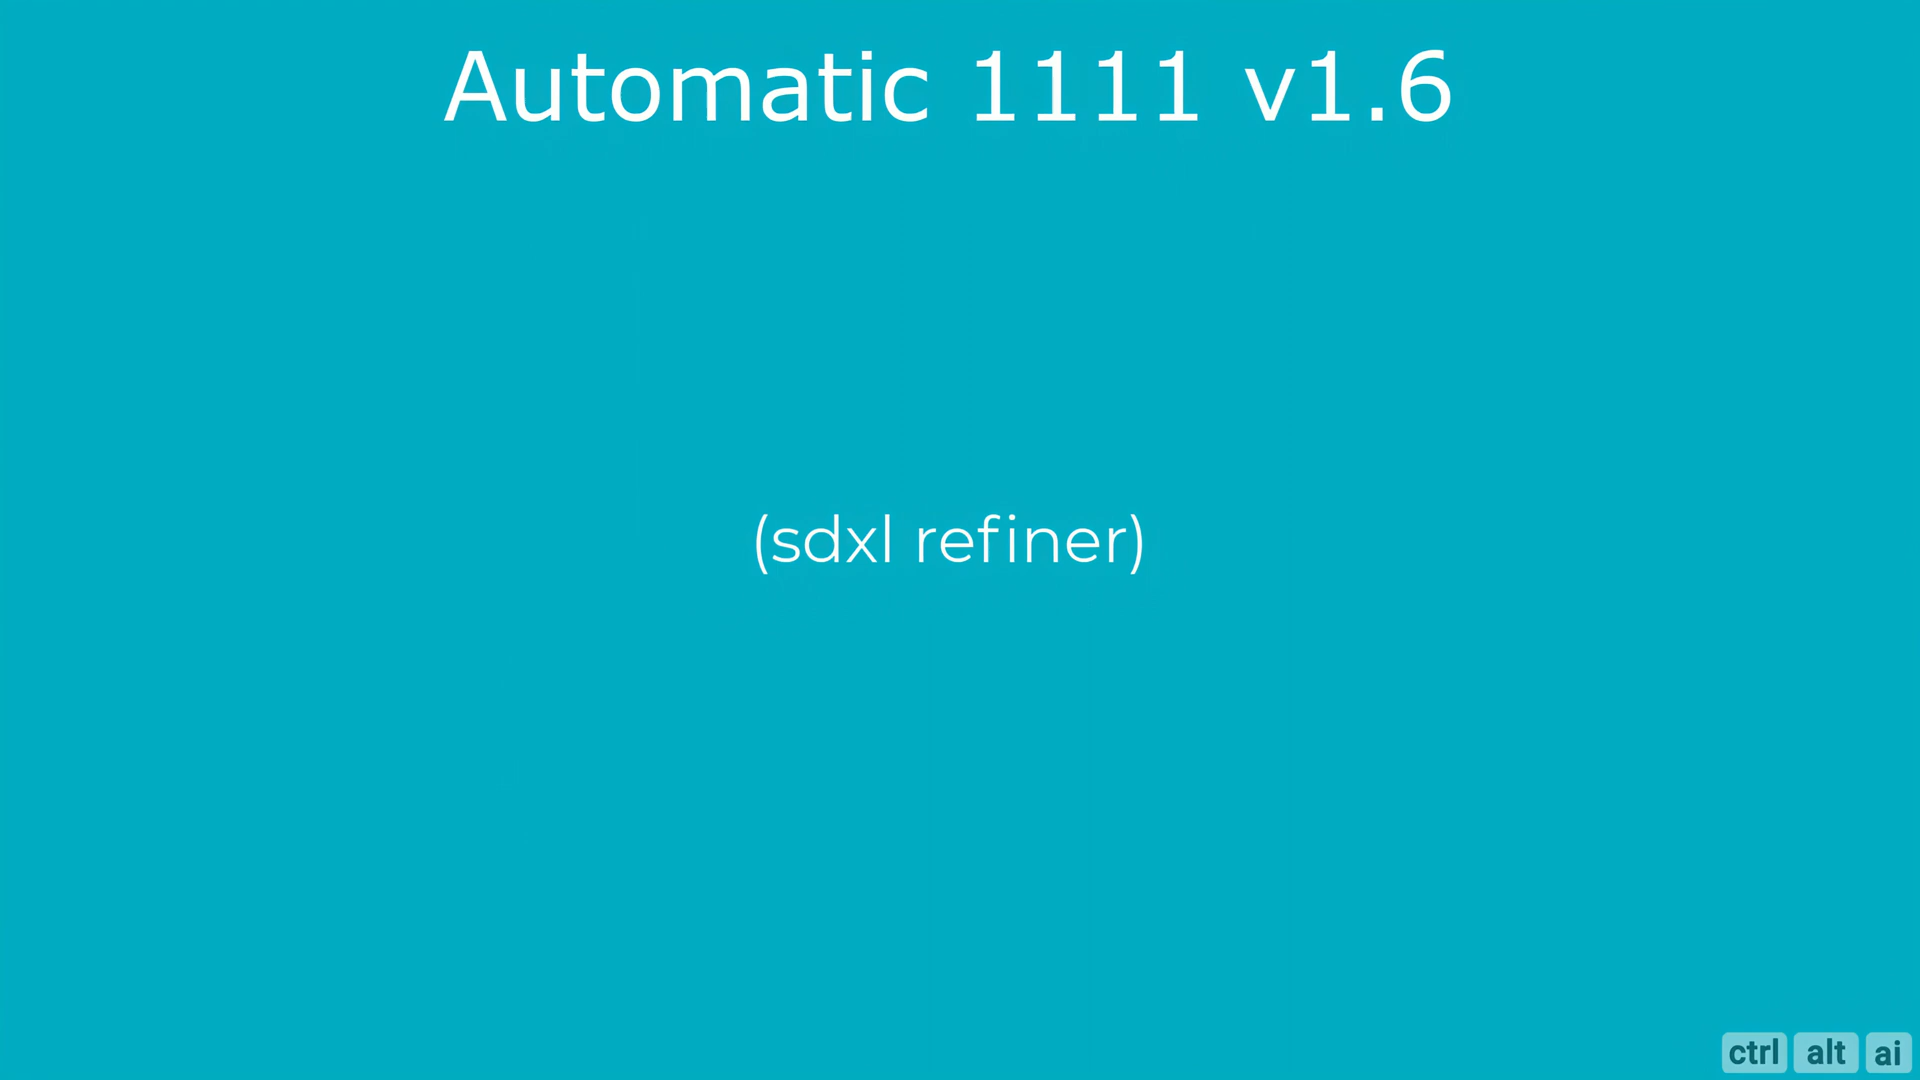 Automatic 1111 v1.6
(sdxl refiner)
ctrl alt ai